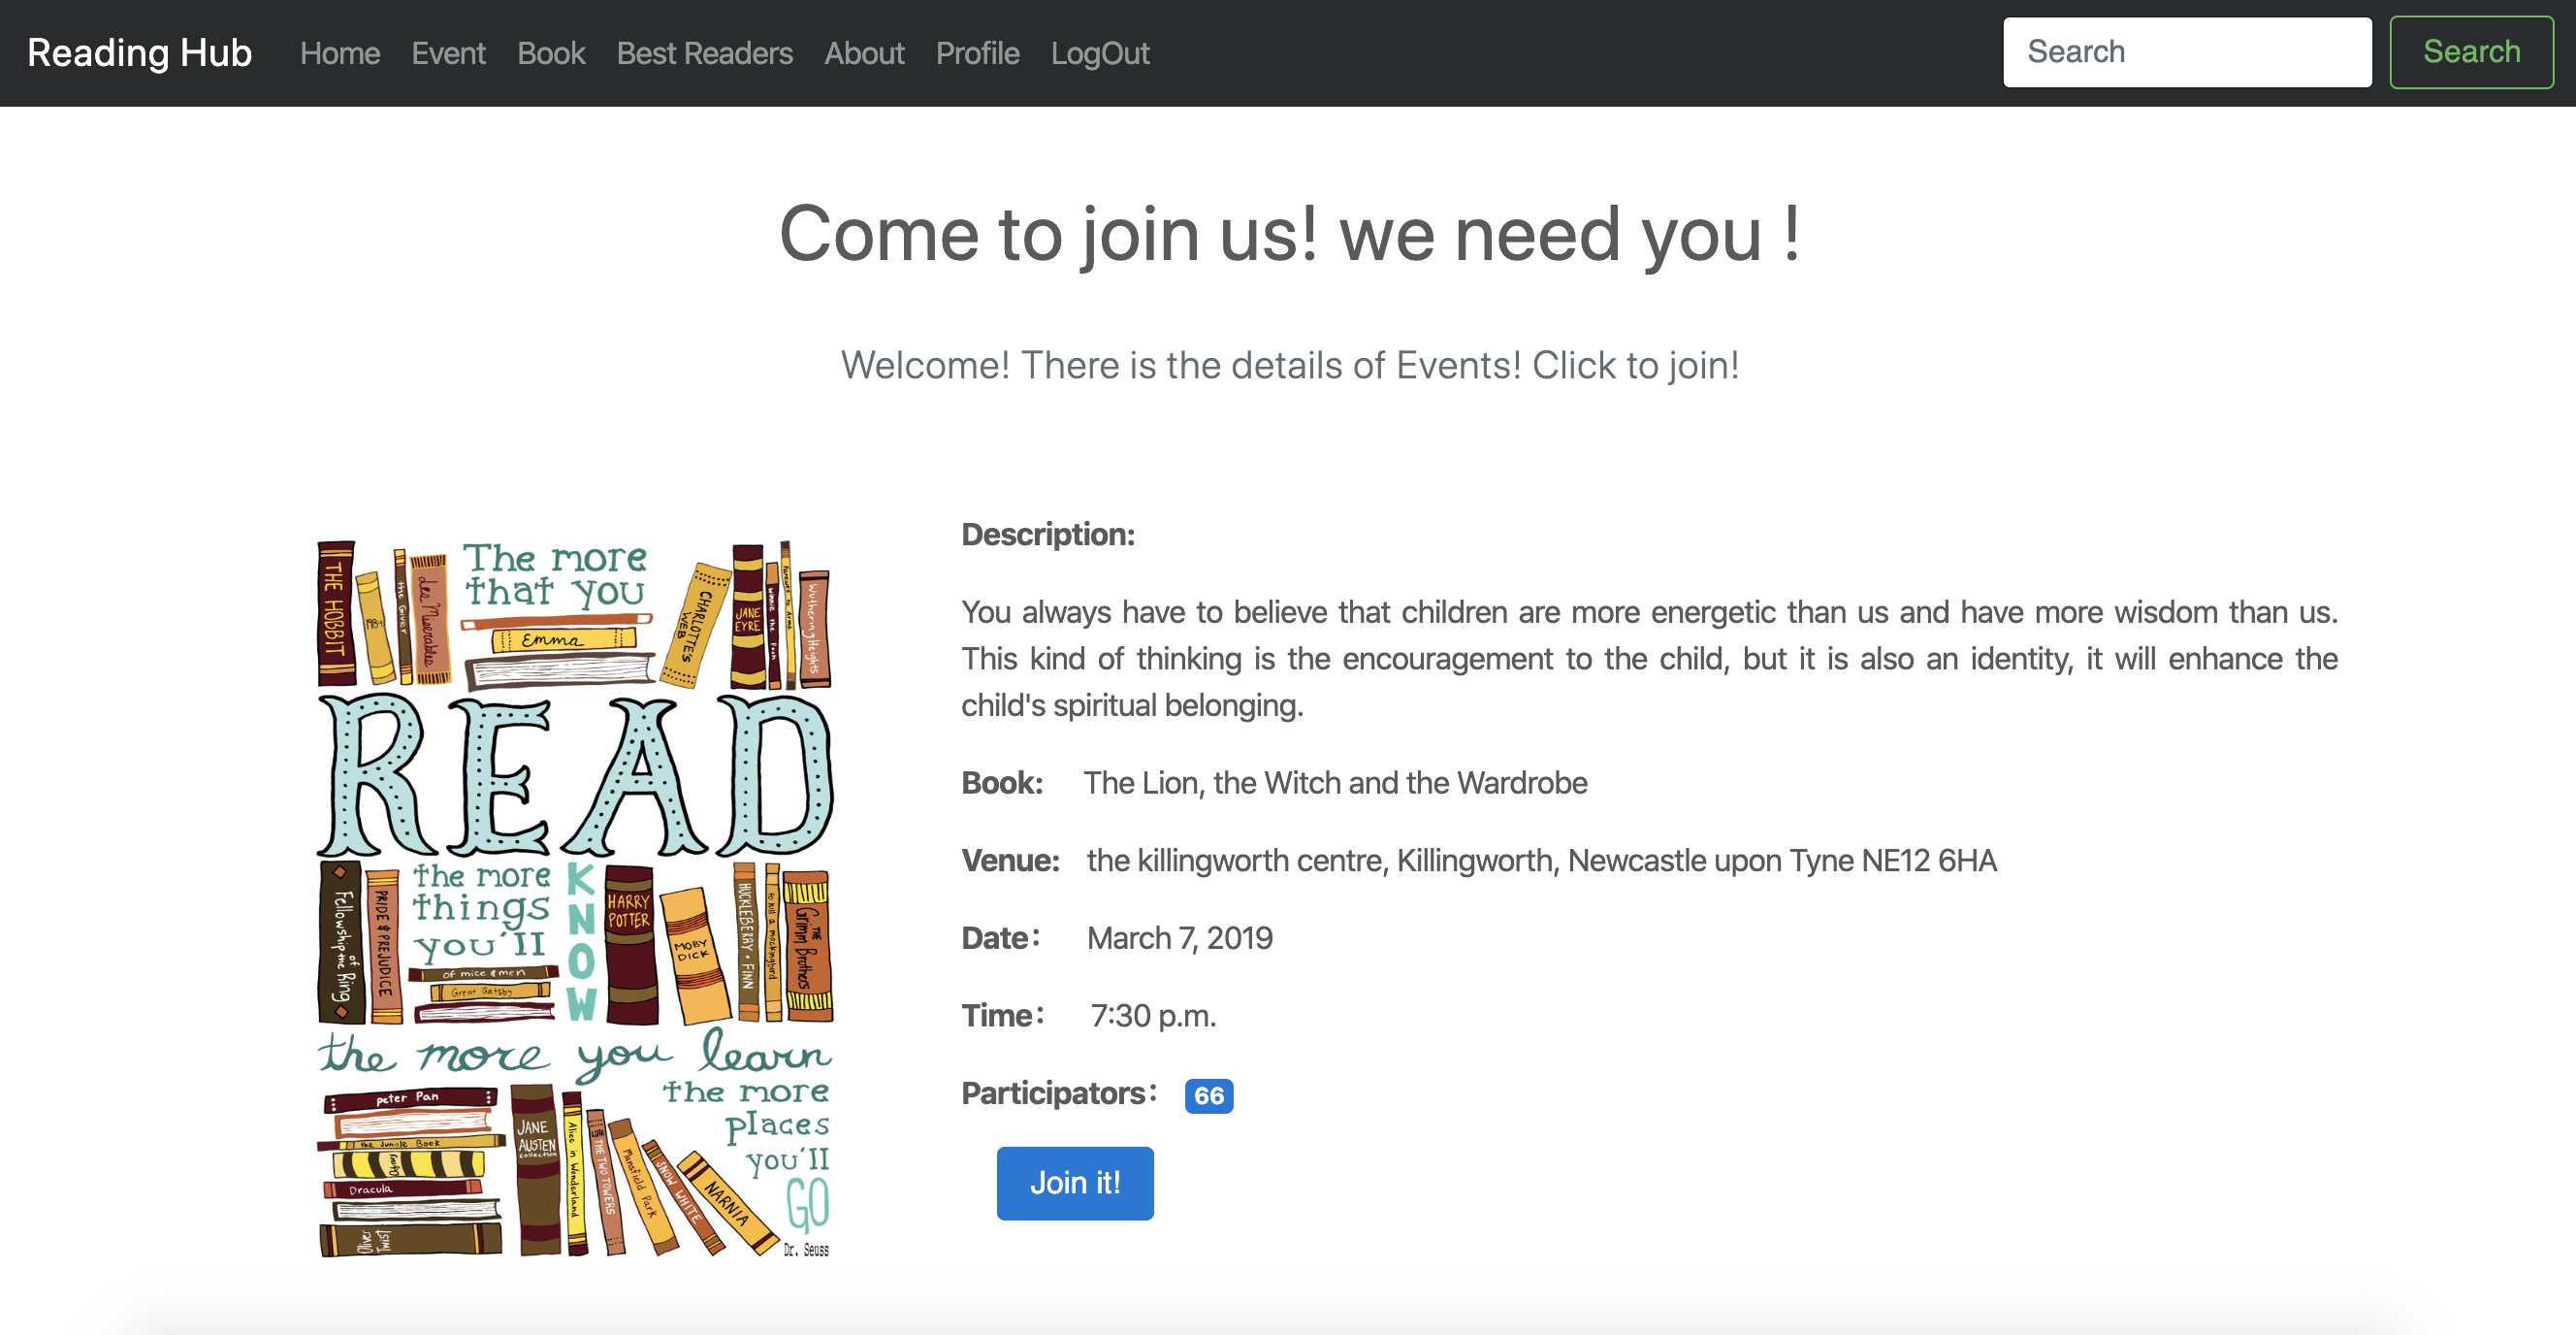 Reading Hub Home Event Book Best Readers About Profile LogOut Search Search
Come to join us! we need you !
Welcome! There is the details of Events! Click to join!
THE HOBBIT
1984
the Giver
Les Miserables
The more
that you
Emma
CHARLOTTE'S
WEB
JANE
EYRE
Winnie the Pooh
Farewell to Arms
Wuthering Heights
READ
Fellowship of the Ring
PRIDE & PREJUDICE
the more
things
you'll
of mice & men
Great Gatsby
KNOW
HARRY
POTTER
MOBY
DICK
HUCKLEBERRY • FINN
to kill a mockingbird
THE
Grimm Brothers
the more you learn
the more
places
you'll
GO
Dr. Seuss
peter Pan
the Jungle Book
Dracula
Oliver
Twist
JANE
AUSTEN
collection
Alice in Wonderland
THE TWO TOWERS
Mansfield Park
SNOW WHITE
NARNIA
Description:
You always have to believe that children are more energetic than us and have more wisdom than us.
This kind of thinking is the encouragement to the child, but it is also an identity, it will enhance the
child's spiritual belonging.
Book: The Lion, the Witch and the Wardrobe
Venue: the killingworth centre, Killingworth, Newcastle upon Tyne NE12 6HA
Date： March 7, 2019
Time： 7:30 p.m.
Participators： 66
Join it!